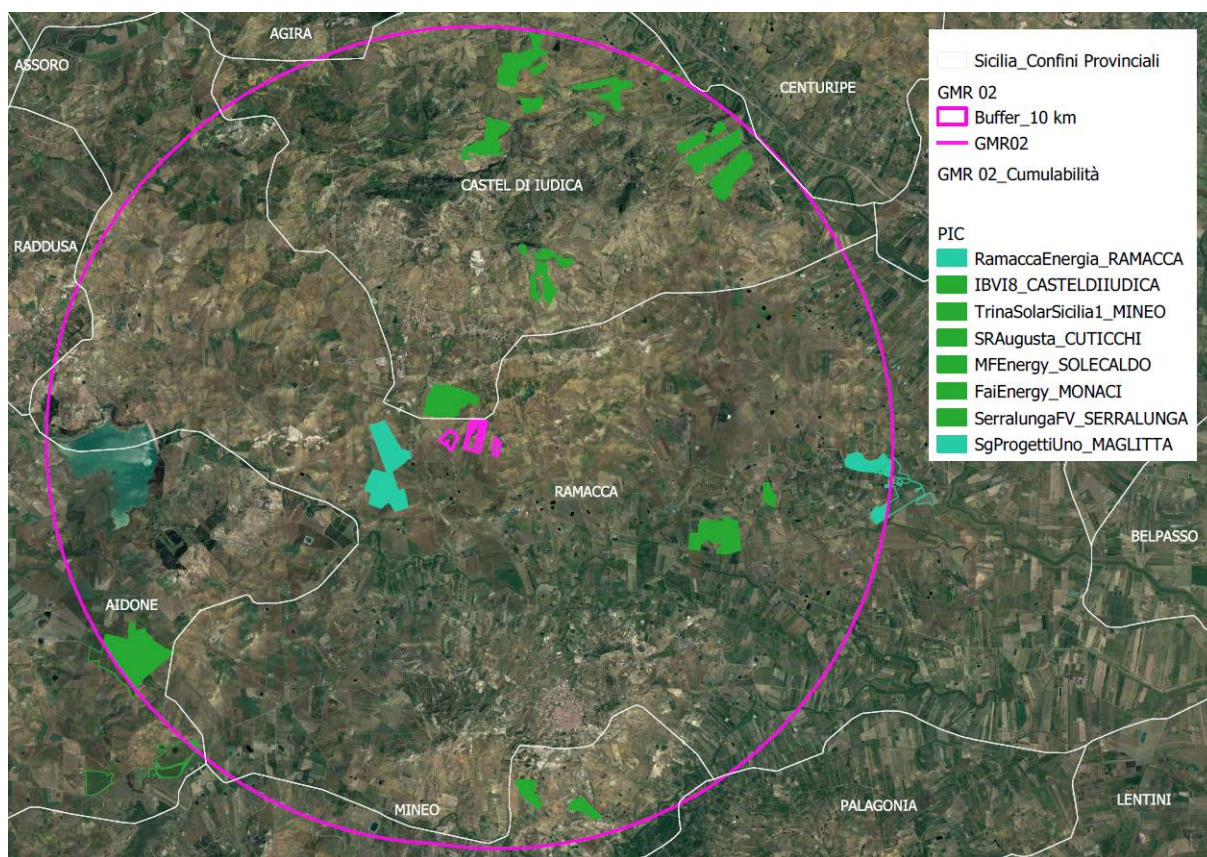 AGIRA
ASSORO
CENTURIPE
CASTEL DI IUDICA
RADDUSA
RAMACCA
BELPASSO
AIDONE
MINEO
PALAGONIA
LENTINI
Sicilia_Confini Provinciali
GMR 02
Buffer_10 km
GMR02
GMR 02_Cumulabilità
PIC
RamaccaEnergia_RAMACCA
IBVI8_CASTELDIIUDICA
TrinaSolarSicilia1_MINEO
SRAugusta_CUTICCHI
MFEnergy_SOLECALDO
FaiEnergy_MONACI
SerralungaFV_SERRALUNGA
SgProgettiUno_MAGLITTA